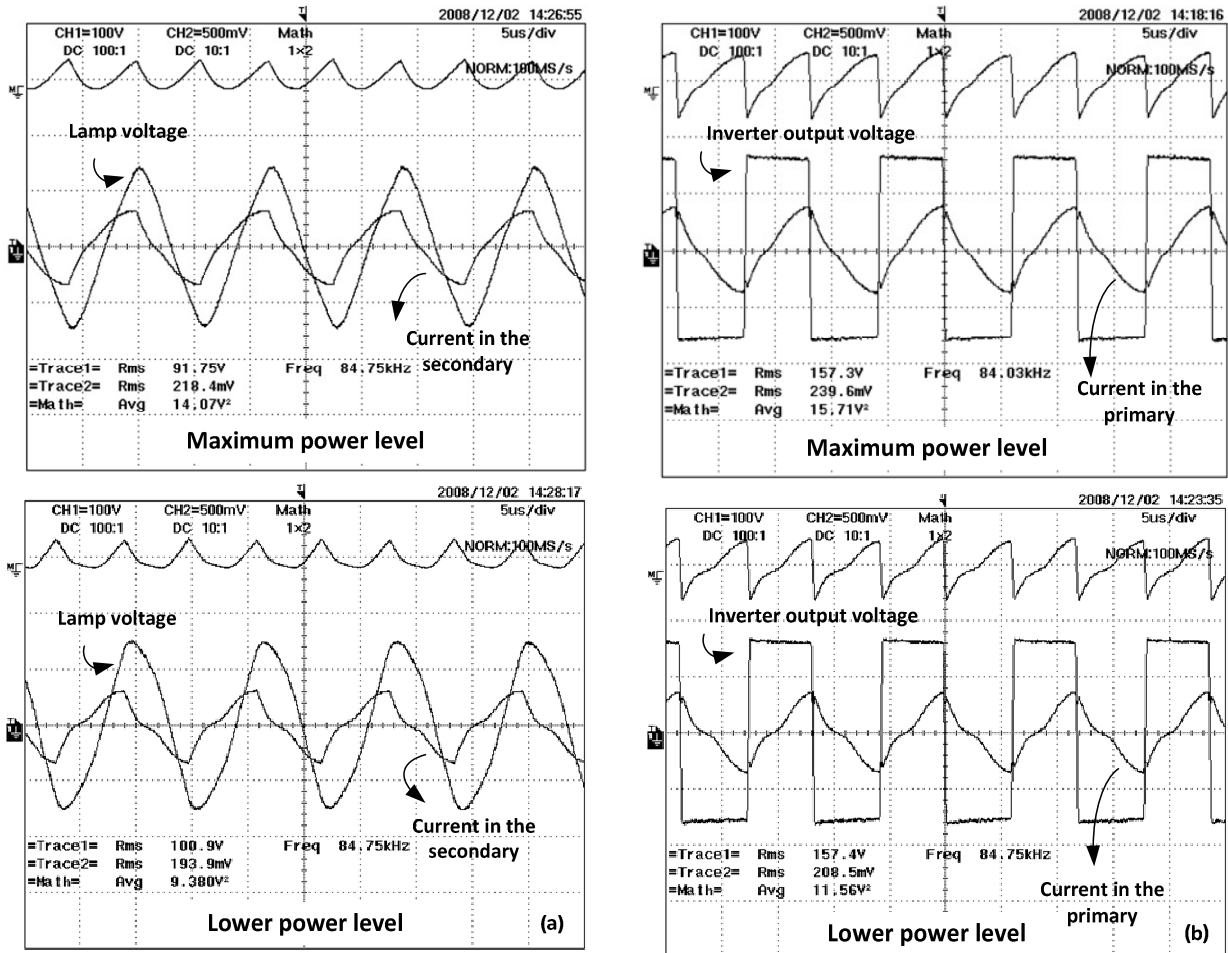 2008/12/02 14:26:55
CH1=100V CH2=500mV Math 5us/div
DC 100:1 DC 10:1 1×2
NORM:100MS/s
Lamp voltage
Current in the
secondary
=Trace1= Rms 91.75V Freq 84.75kHz
=Trace2= Rms 218.4mV
=Math= Avg 14.07V²
Maximum power level
2008/12/02 14:18:16
CH1=100V CH2=500mV Math 5us/div
DC 100:1 DC 10:1 1×2
NORM:100MS/s
Inverter output voltage
=Trace1= Rms 157.3V Freq 84.03kHz
=Trace2= Rms 239.6mV
=Math= Avg 15.71V²
Current in the
primary
Maximum power level
2008/12/02 14:28:17
CH1=100V CH2=500mV Math 5us/div
DC 100:1 DC 10:1 1×2
NORM:100MS/s
Lamp voltage
Current in the
secondary
=Trace1= Rms 100.9V Freq 84.75kHz
=Trace2= Rms 193.9mV
=Math= Avg 9.380V²
Lower power level (a)
2008/12/02 14:23:35
CH1=100V CH2=500mV Math 5us/div
DC 100:1 DC 10:1 1×2
NORM:100MS/s
Inverter output voltage
=Trace1= Rms 157.4V Freq 84.75kHz
=Trace2= Rms 208.5mV
=Math= Avg 11.56V²
Current in the
primary
Lower power level (b)